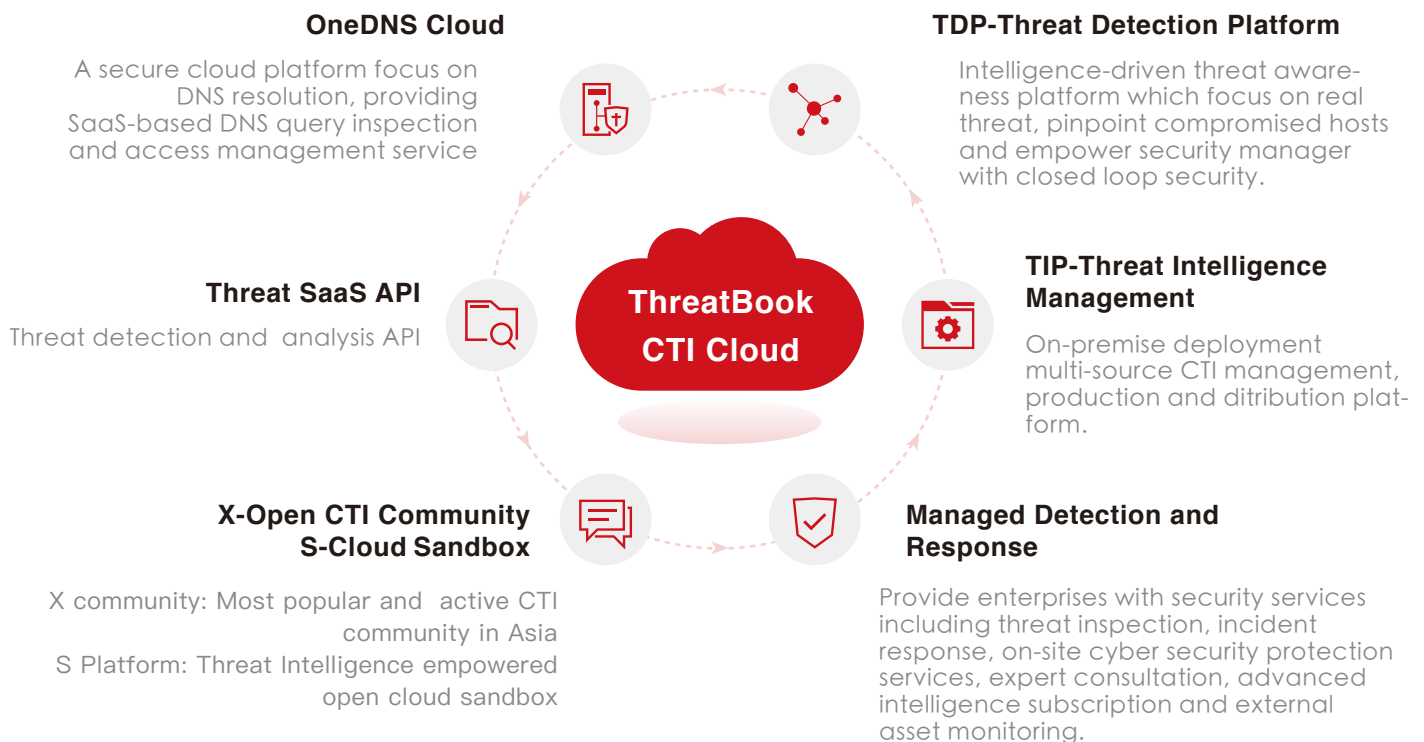 OneDNS Cloud
A secure cloud platform focus on
DNS resolution, providing
SaaS-based DNS query inspection
and access management service
TDP-Threat Detection Platform
Intelligence-driven threat aware-
ness platform which focus on real
threat, pinpoint compromised hosts
and empower security manager
with closed loop security.
Threat SaaS API
Threat detection and analysis API
ThreatBook
CTI Cloud
TIP-Threat Intelligence
Management
On-premise deployment
multi-source CTI management,
production and ditribution plat-
form.
X-Open CTI Community
S-Cloud Sandbox
X community: Most popular and active CTI
community in Asia
S Platform: Threat Intelligence empowered
open cloud sandbox
Managed Detection and
Response
Provide enterprises with security services
including threat inspection, incident
response, on-site cyber security protection
services, expert consultation, advanced
intelligence subscription and external
asset monitoring.